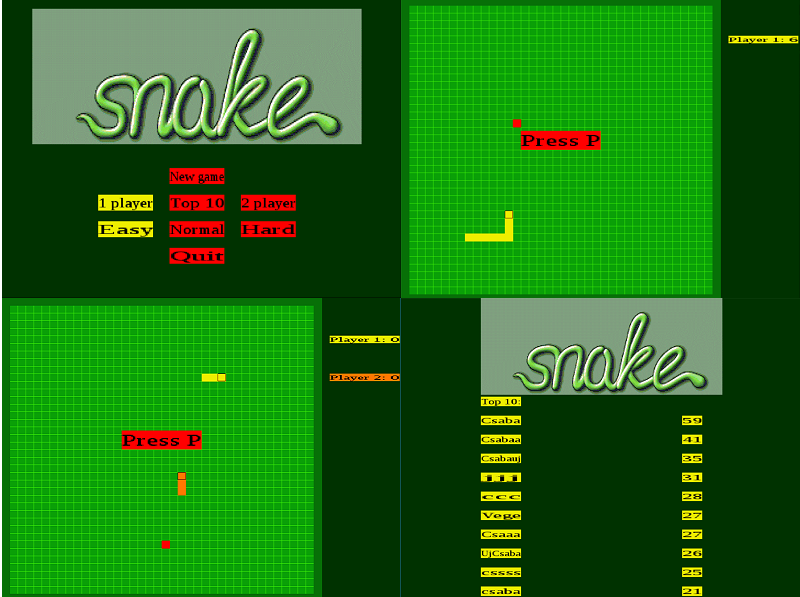 snake
New game
1 player Top 10 2 player
Easy Normal Hard
Quit
Player 1: 6
Press P
Player 1: 0
Player 2: 0
Press P
snake
Top 10:
Csaba 59
Csabaa 41
Csabauj 35
jjj 31
ccc 28
Vege 27
Csaaa 27
UjCsaba 26
cssss 25
csaba 21